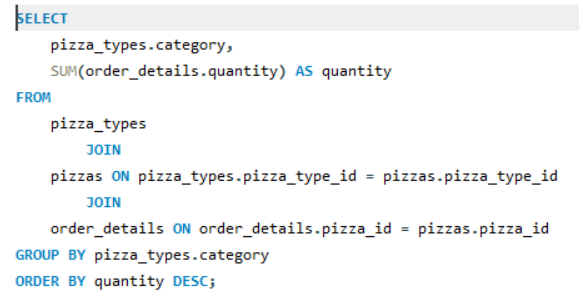 SELECT
pizza_types.category,
SUM(order_details.quantity) AS quantity
FROM
pizza_types
JOIN
pizzas ON pizza_types.pizza_type_id = pizzas.pizza_type_id
JOIN
order_details ON order_details.pizza_id = pizzas.pizza_id
GROUP BY pizza_types.category
ORDER BY quantity DESC;